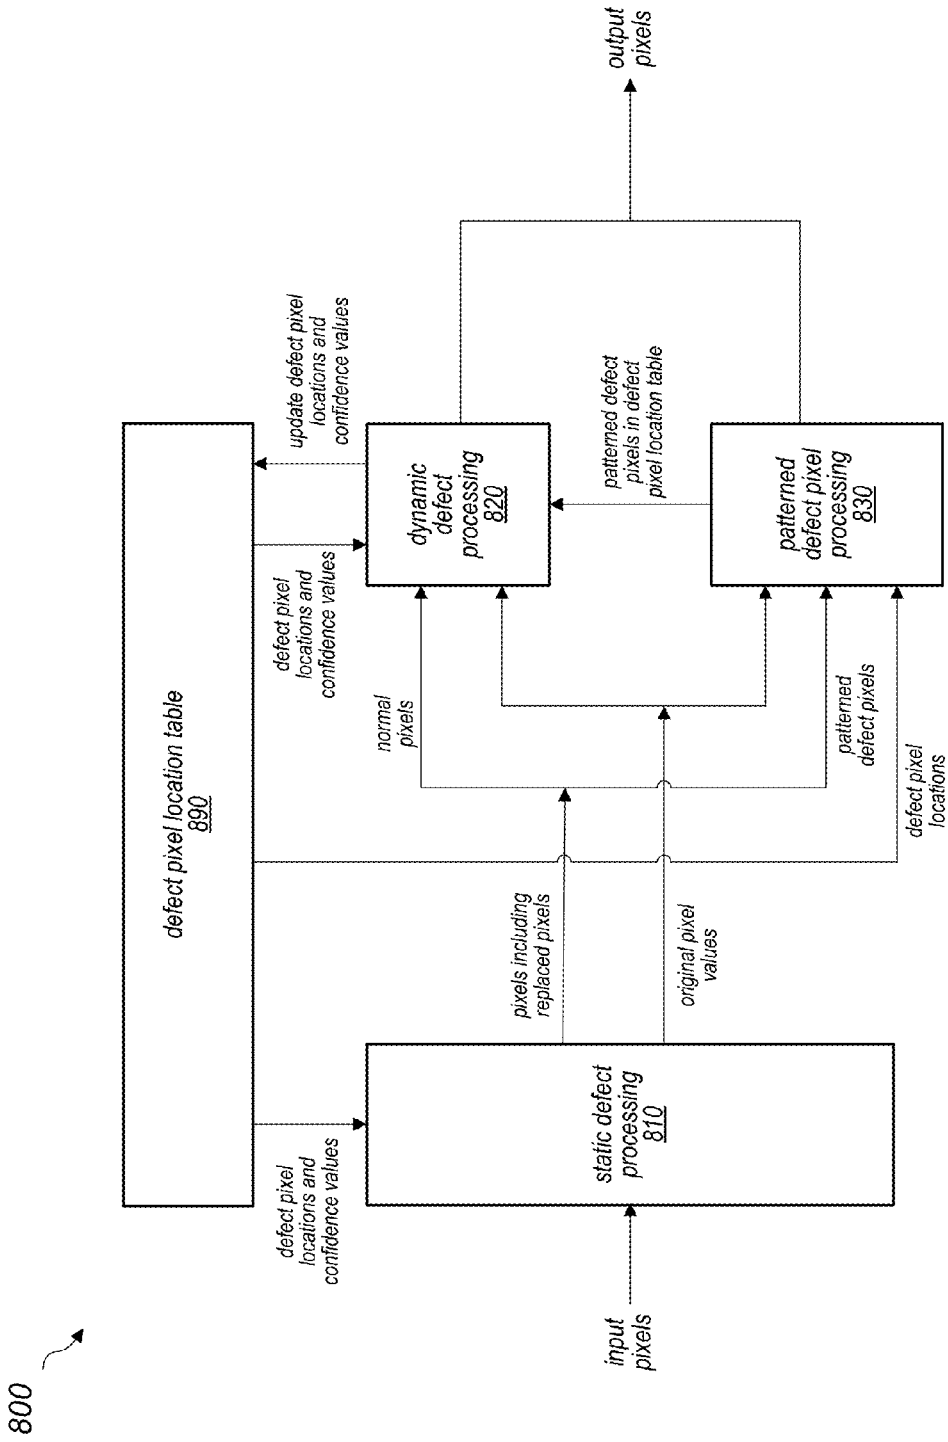 800
defect pixel location table
890
defect pixel
locations and
confidence values
defect pixel
locations and
confidence values
update defect pixel
locations and
confidence values
input
pixels
static defect
processing
810
pixels including
replaced pixels
original pixel
values
normal
pixels
patterned
defect pixels
defect pixel
locations
dynamic
defect
processing
820
patterned defect
pixels in defect
pixel location table
patterned
defect pixel
processing
830
output
pixels